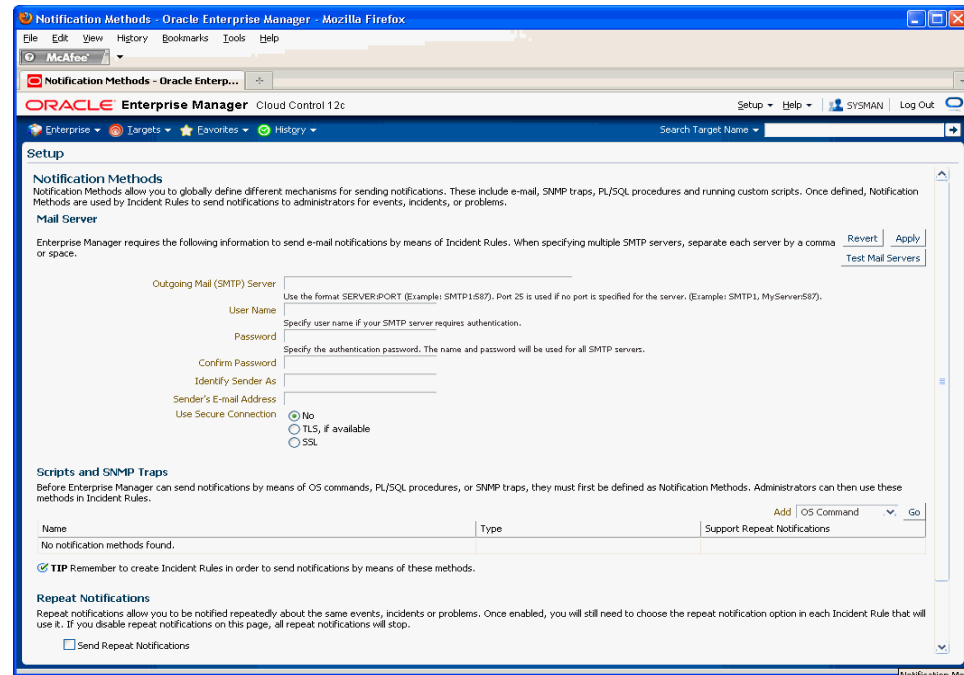 Notification Methods - Oracle Enterprise Manager - Mozilla Firefox
File Edit View History Bookmarks Tools Help
McAfee
Notification Methods - Oracle Enterp...
ORACLE Enterprise Manager Cloud Control 12c
Setup Help SYSMAN Log Out
Enterprise Targets Favorites History Search Target Name
Setup
Notification Methods
Notification Methods allow you to globally define different mechanisms for sending notifications. These include e-mail, SNMP traps, PL/SQL procedures and running custom scripts. Once defined, Notification
Methods are used by Incident Rules to send notifications to administrators for events, incidents, or problems.
Mail Server
Enterprise Manager requires the following information to send e-mail notifications by means of Incident Rules. When specifying multiple SMTP servers, separate each server by a comma
or space.
Revert Apply
Test Mail Servers
Outgoing Mail (SMTP) Server
Use the format SERVER:PORT (Example: SMTP1:587). Port 25 is used if no port is specified for the server. (Example: SMTP1, MyServer:587).
User Name
Specify user name if your SMTP server requires authentication.
Password
Specify the authentication password. The name and password will be used for all SMTP servers.
Confirm Password
Identify Sender As
Sender's E-mail Address
Use Secure Connection No
TLS, if available
SSL
Scripts and SNMP Traps
Before Enterprise Manager can send notifications by means of OS commands, PL/SQL procedures, or SNMP traps, they must first be defined as Notification Methods. Administrators can then use these
methods in Incident Rules.
Add OS Command Go
Name Type Support Repeat Notifications
No notification methods found.
TIP Remember to create Incident Rules in order to send notifications by means of these methods.
Repeat Notifications
Repeat notifications allow you to be notified repeatedly about the same events, incidents or problems. Once enabled, you will still need to choose the repeat notification option in each Incident Rule that will
use it. If you disable repeat notifications on this page, all repeat notifications will stop.
Send Repeat Notifications